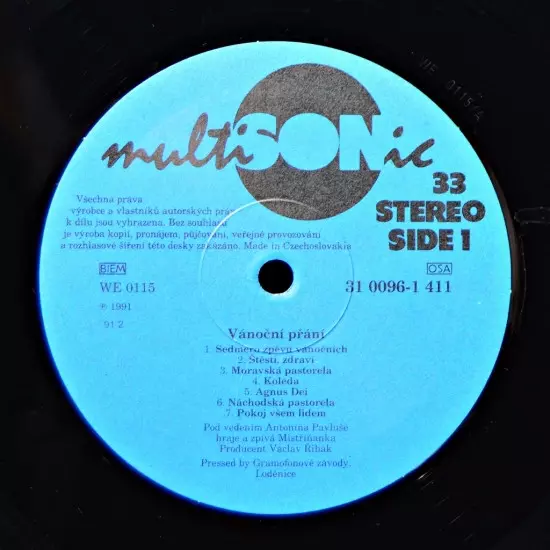 multiSONic
33
STEREO
SIDE 1
Všechna práva
výrobce a vlastníků autorských práv
k dílu jsou vyhrazena. Bez souhlasu
je výroba kopií, pronájem, půjčování, veřejné provozování
a rozhlasové šíření této desky zakázáno. Made in Czechoslovakia
BIEM
OSA
WE 0115
31 0096-1 411
℗ 1991
91 2
Vánoční přání
1. Sedmero zpěvů vánočních
2. Štěstí, zdraví
3. Moravská pastorela
4. Koleda
5. Agnus Dei
6. Náchodská pastorela
7. Pokoj všem lidem
Pod vedením Antonína Pavluše
hraje a zpívá Mistříňanka
Producent Václav Říbak
Pressed by Gramofonové závody,
Loděnice